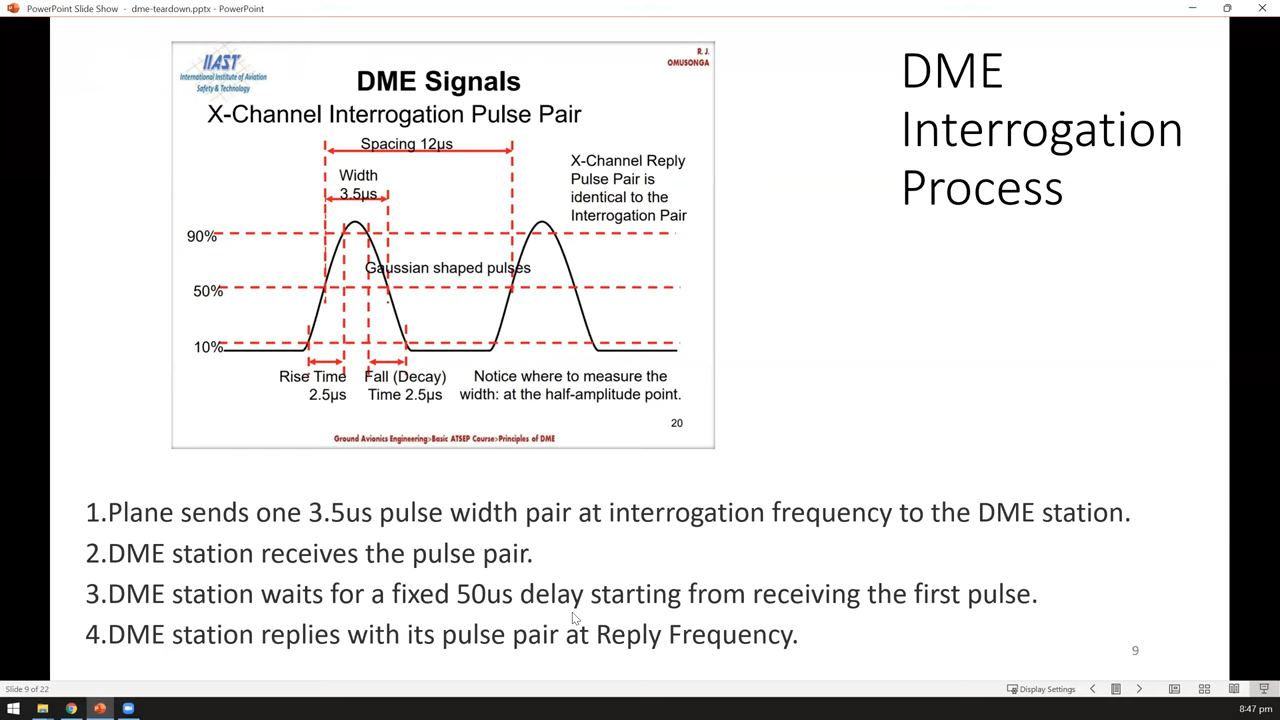 PowerPoint Slide Show - dme-teardown.pptx - PowerPoint
IIAST
International Institute of Aviation
Safety & Technology
R. J.
OMUSONGA
DME Signals
X-Channel Interrogation Pulse Pair
Spacing 12µs
Width
3.5µs
X-Channel Reply
Pulse Pair is
identical to the
Interrogation Pair
90%
Gaussian shaped pulses
50%
10%
Rise Time
2.5µs
Fall (Decay)
Time 2.5µs
Notice where to measure the
width: at the half-amplitude point.
20
Ground Avionics Engineering>Basic ATSEP Course>Principles of DME
DME
Interrogation
Process
1.Plane sends one 3.5us pulse width pair at interrogation frequency to the DME station.
2.DME station receives the pulse pair.
3.DME station waits for a fixed 50us delay starting from receiving the first pulse.
4.DME station replies with its pulse pair at Reply Frequency.
9
Slide 9 of 22
Display Settings
8:47 pm